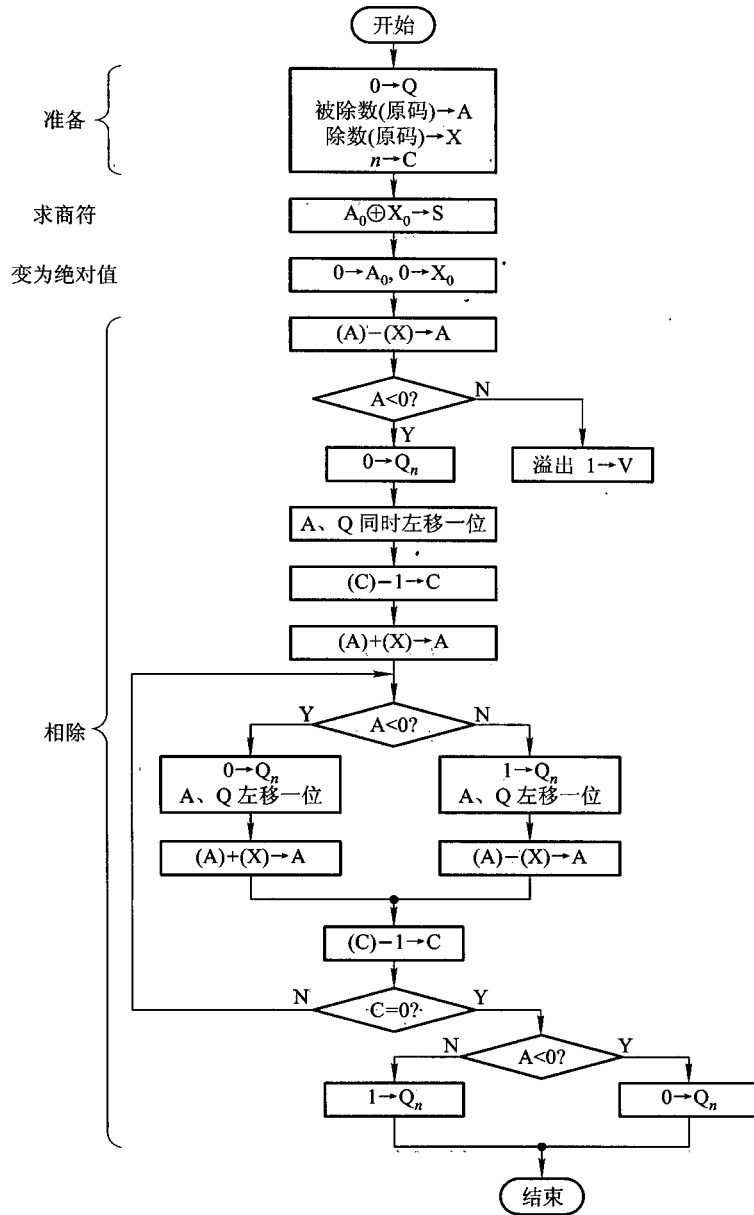 开始
准备
0→Q
被除数(原码)→A
除数(原码)→X
n→C
求商符
A₀⊕X₀→S
变为绝对值
0→A₀, 0→X₀
(A)−(X)→A
A<0?
N
Y
0→Qₙ
溢出 1→V
A、Q 同时左移一位
(C)−1→C
(A)+(X)→A
相除
Y
A<0?
N
0→Qₙ
A、Q 左移一位
1→Qₙ
A、Q 左移一位
(A)+(X)→A
(A)−(X)→A
(C)−1→C
N
C=0?
Y
N
A<0?
Y
1→Qₙ
0→Qₙ
结束